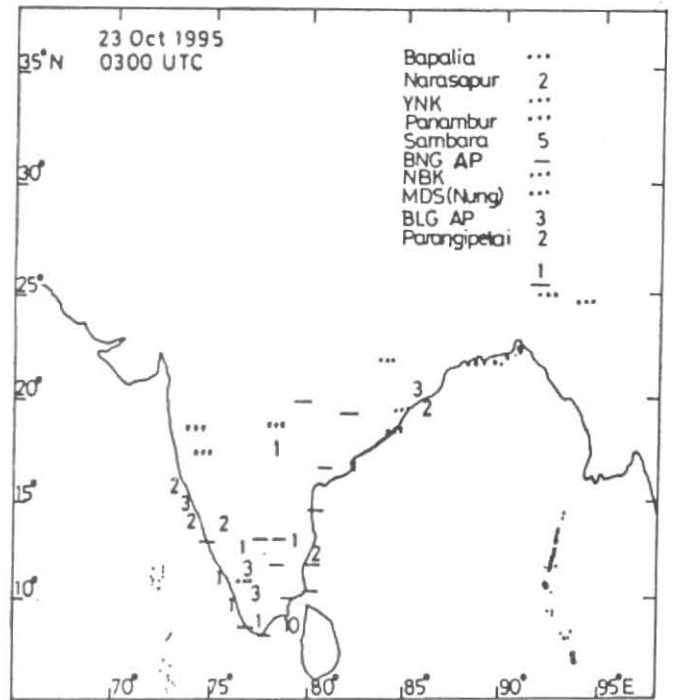 23 Oct 1995
0300 UTC
Bapalia ...
Narasapur 2
YNK ...
Panambur ...
Sambara 5
BNG AP —
NBK ...
MDS(Nung) ...
BLG AP 3
Parangipetai 2
1
35°N
30°
25°
20°
15°
10°
3
2
1
2
3
2 2
1 1
2
3
1
3
1
1 10
70° 75° 80° 85° 90° 95°E